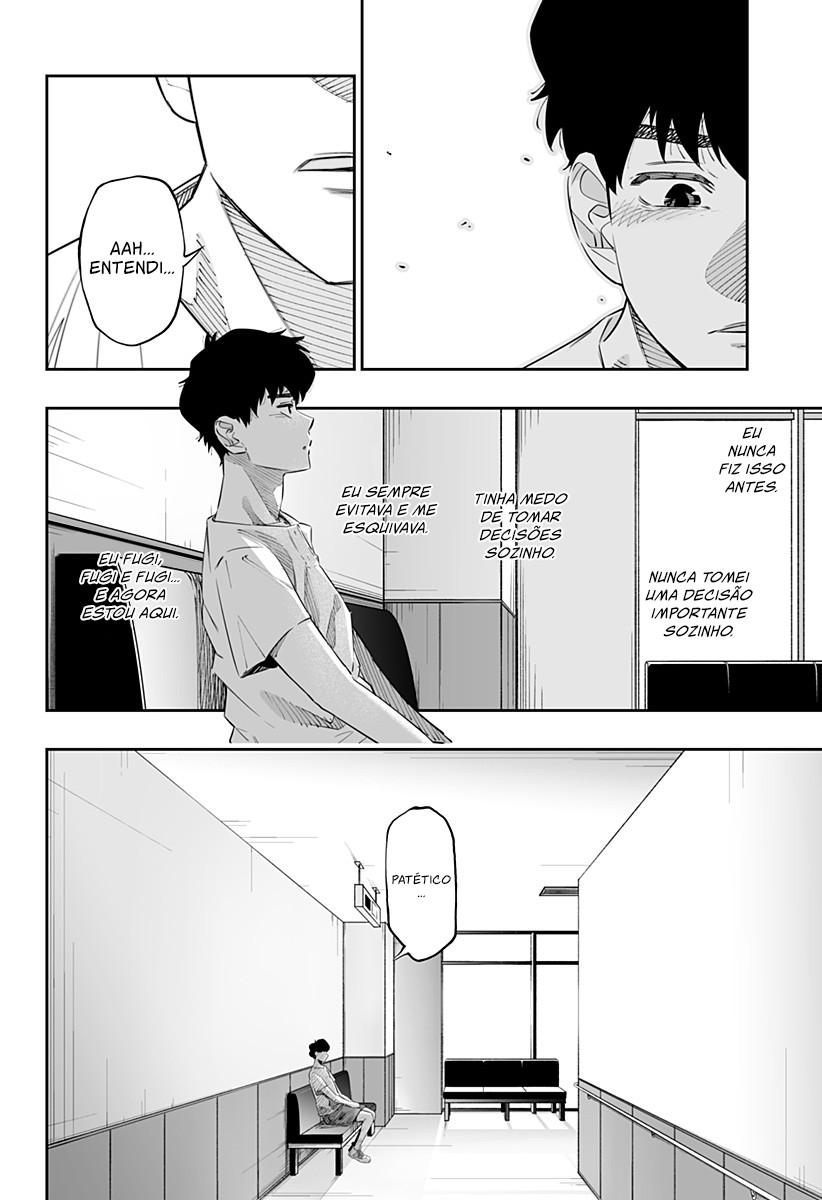 AAH...
ENTENDI...
EU
NUNCA
FIZ ISSO
ANTES.
NUNCA TOMEI
UMA DECISÃO
IMPORTANTE
SOZINHO.
TINHA MEDO
DE TOMAR
DECISÕES
SOZINHO.
EU SEMPRE
EVITAVA E ME
ESQUIVAVA.
EU FUGI,
FUGI E FUGI...
E AGORA
ESTOU AQUI.
PATÉTICO
...